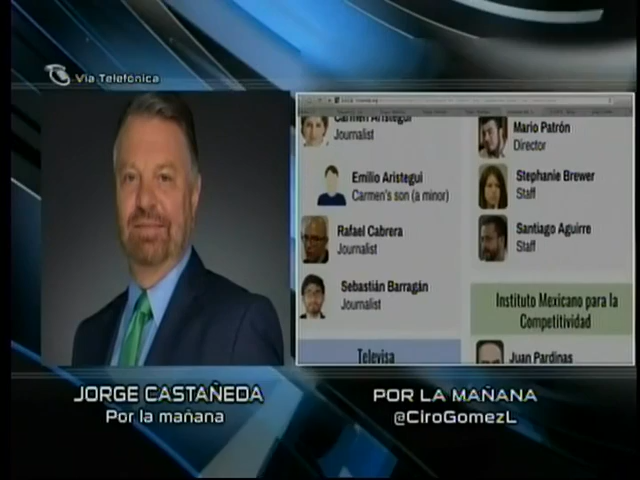 Vía Telefónica
Carmen Aristegui
Journalist
Emilio Aristegui
Carmen's son (a minor)
Rafael Cabrera
Journalist
Sebastián Barragán
Journalist
Televisa
Mario Patrón
Director
Stephanie Brewer
Staff
Santiago Aguirre
Staff
Instituto Mexicano para la
Competitividad
Juan Pardinas
JORGE CASTAÑEDA
Por la mañana
POR LA MAÑANA
@CiroGomezL